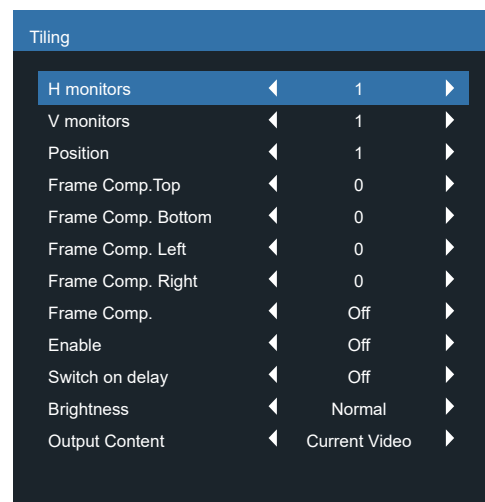 Tiling
H monitors 1
V monitors 1
Position 1
Frame Comp.Top 0
Frame Comp. Bottom 0
Frame Comp. Left 0
Frame Comp. Right 0
Frame Comp. Off
Enable Off
Switch on delay Off
Brightness Normal
Output Content Current Video